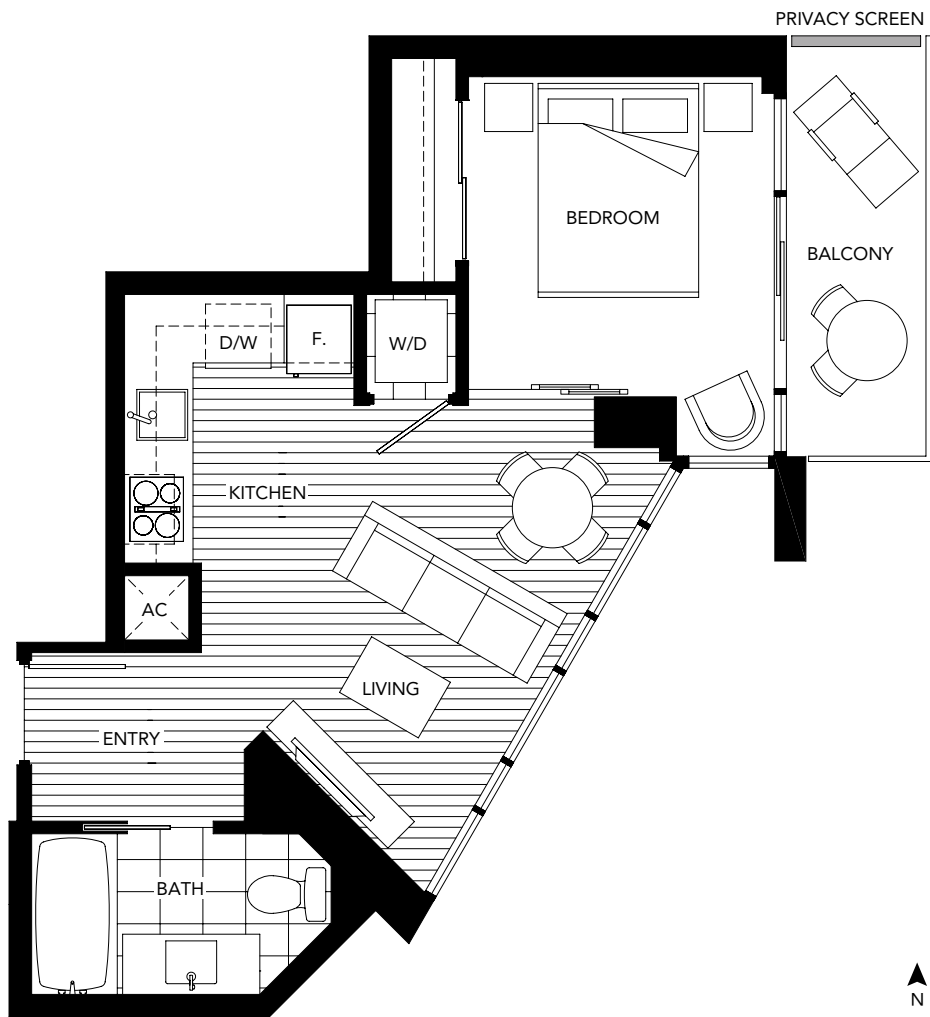 PRIVACY SCREEN
BEDROOM
BALCONY
D/W
F.
W/D
KITCHEN
AC
LIVING
ENTRY
BATH
N